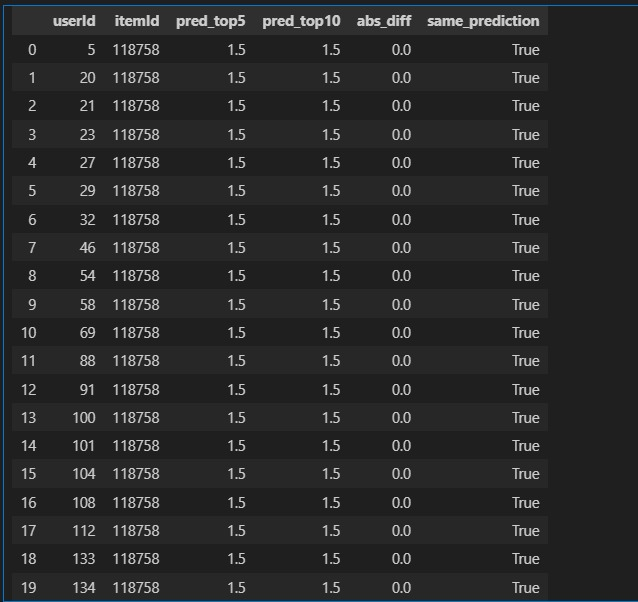 userId itemId pred_top5 pred_top10 abs_diff same_prediction
0 5 118758 1.5 1.5 0.0 True
1 20 118758 1.5 1.5 0.0 True
2 21 118758 1.5 1.5 0.0 True
3 23 118758 1.5 1.5 0.0 True
4 27 118758 1.5 1.5 0.0 True
5 29 118758 1.5 1.5 0.0 True
6 32 118758 1.5 1.5 0.0 True
7 46 118758 1.5 1.5 0.0 True
8 54 118758 1.5 1.5 0.0 True
9 58 118758 1.5 1.5 0.0 True
10 69 118758 1.5 1.5 0.0 True
11 88 118758 1.5 1.5 0.0 True
12 91 118758 1.5 1.5 0.0 True
13 100 118758 1.5 1.5 0.0 True
14 101 118758 1.5 1.5 0.0 True
15 104 118758 1.5 1.5 0.0 True
16 108 118758 1.5 1.5 0.0 True
17 112 118758 1.5 1.5 0.0 True
18 133 118758 1.5 1.5 0.0 True
19 134 118758 1.5 1.5 0.0 True